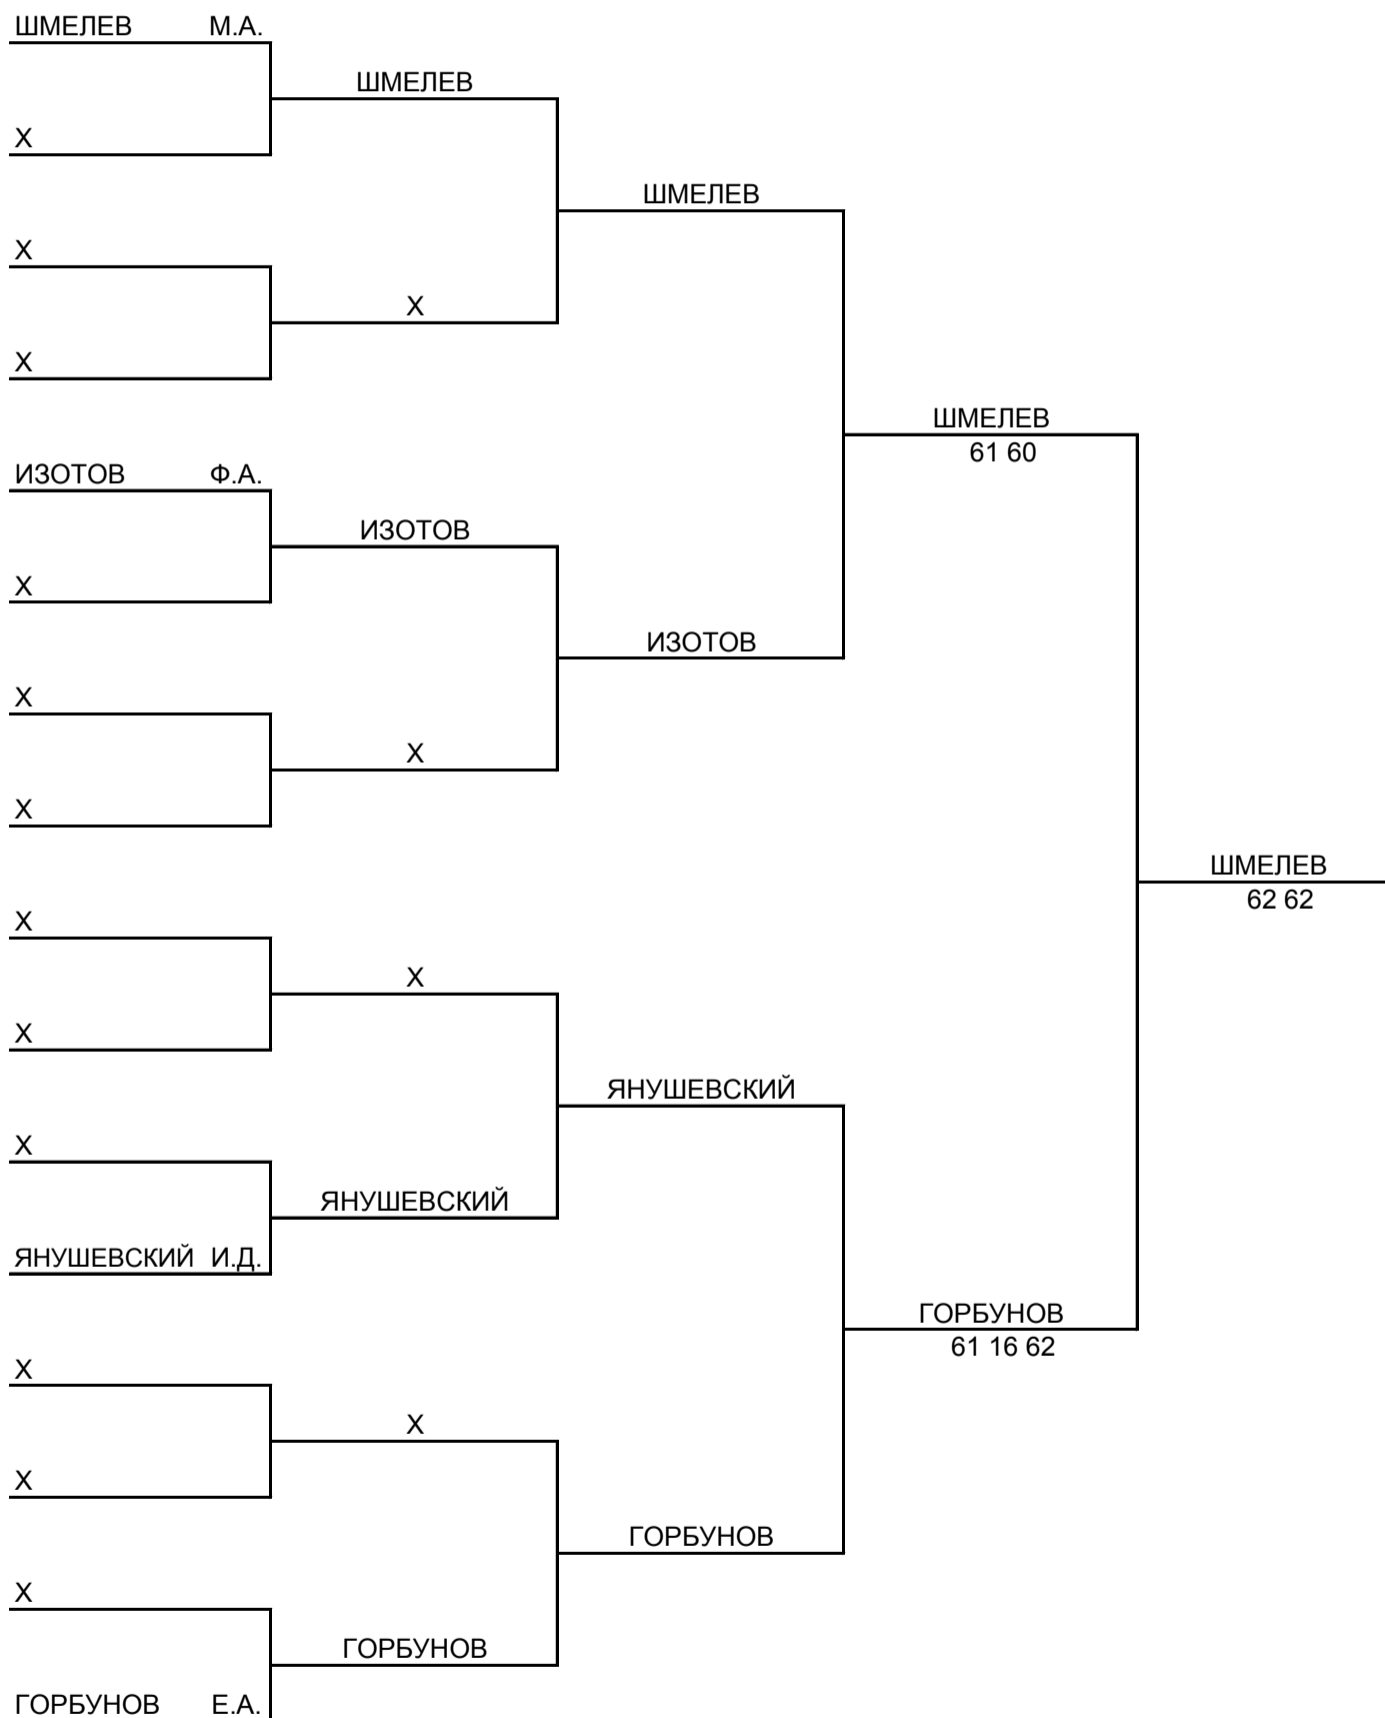 ШМЕЛЕВ М.А.
ШМЕЛЕВ
X
ШМЕЛЕВ
X
X
X
ШМЕЛЕВ
61 60
ИЗОТОВ Ф.А.
ИЗОТОВ
X
ИЗОТОВ
X
X
X
ШМЕЛЕВ
62 62
X
X
X
ЯНУШЕВСКИЙ
X
ЯНУШЕВСКИЙ
ЯНУШЕВСКИЙ И.Д.
ГОРБУНОВ
61 16 62
X
X
X
ГОРБУНОВ
X
ГОРБУНОВ
ГОРБУНОВ Е.А.